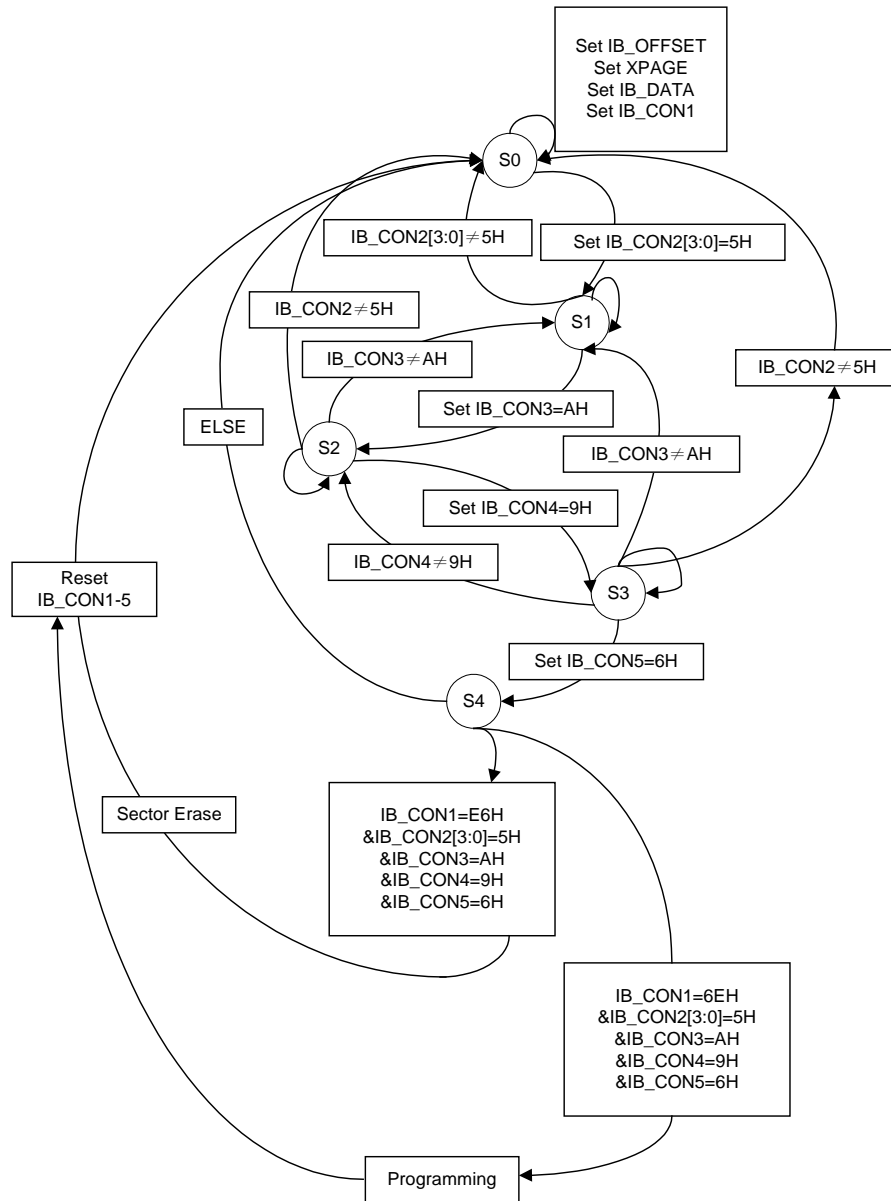 Set IB_OFFSET
Set XPAGE
Set IB_DATA
Set IB_CON1
S0
IB_CON2[3:0]≠5H
Set IB_CON2[3:0]=5H
IB_CON2≠5H
S1
IB_CON3≠AH
IB_CON2≠5H
Set IB_CON3=AH
ELSE
S2
IB_CON3≠AH
Set IB_CON4=9H
IB_CON4≠9H
Reset
IB_CON1-5
S3
Set IB_CON5=6H
S4
Sector Erase
IB_CON1=E6H
&IB_CON2[3:0]=5H
&IB_CON3=AH
&IB_CON4=9H
&IB_CON5=6H
IB_CON1=6EH
&IB_CON2[3:0]=5H
&IB_CON3=AH
&IB_CON4=9H
&IB_CON5=6H
Programming